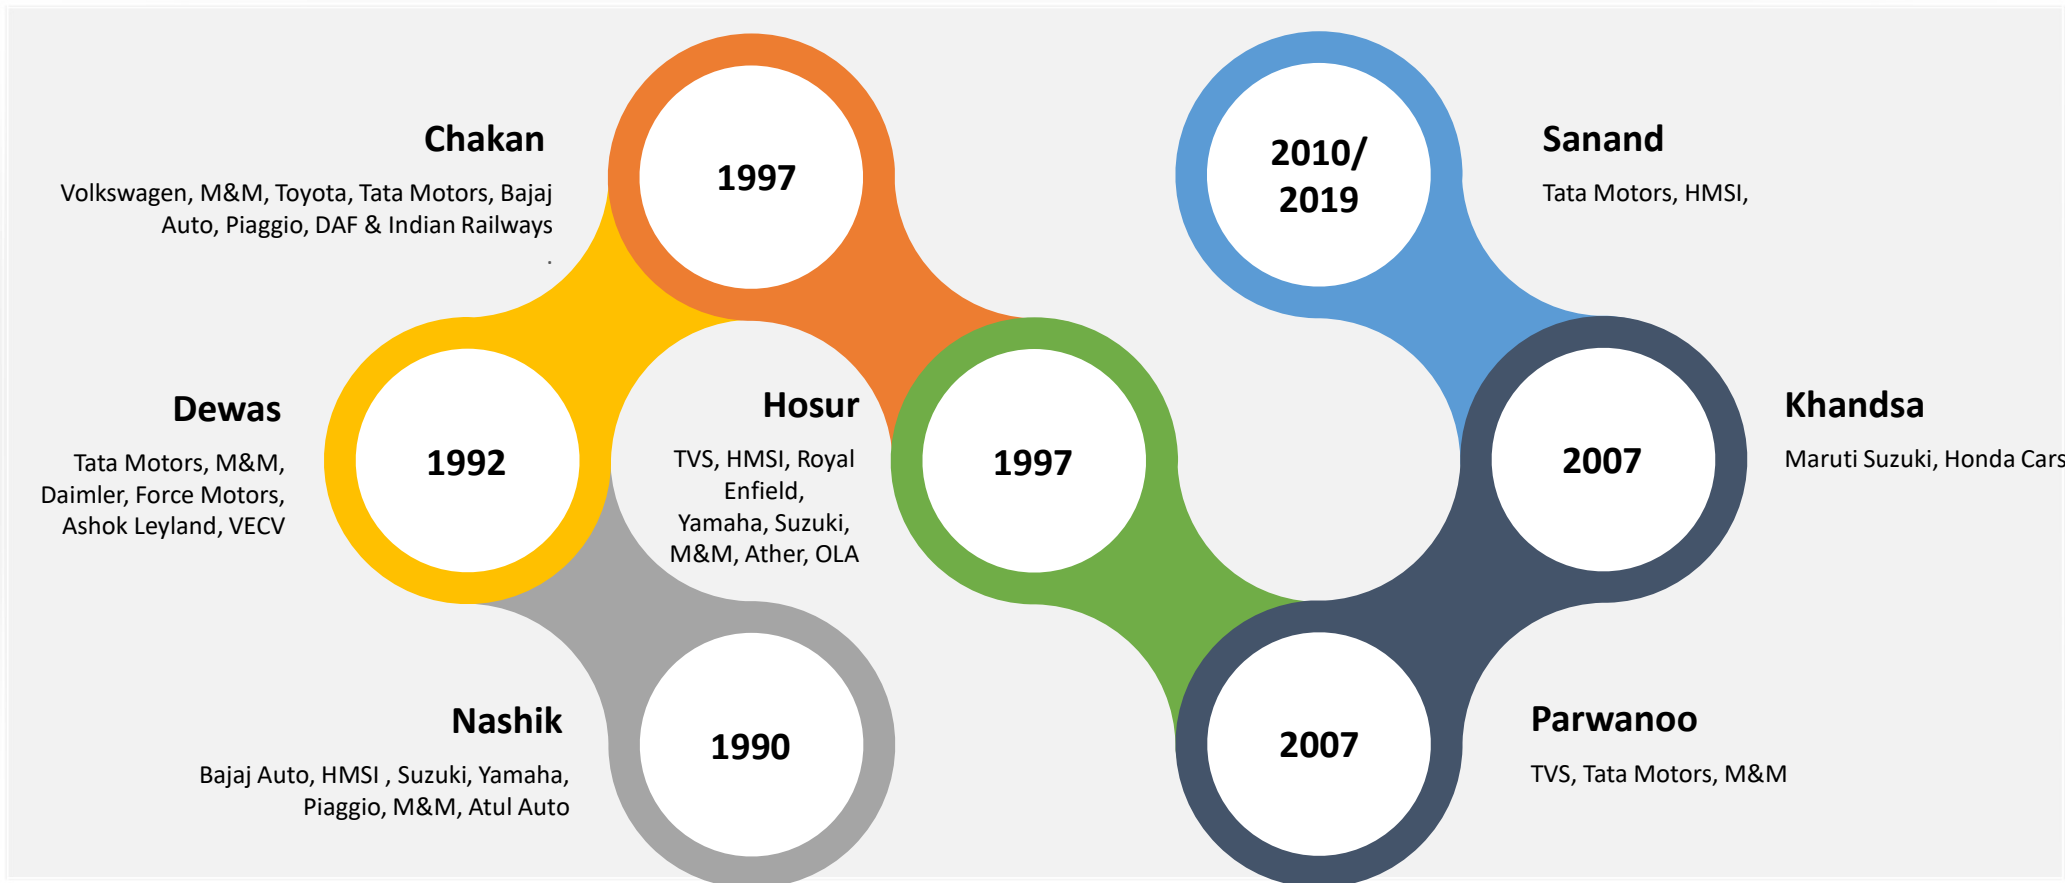 Chakan
Volkswagen, M&M, Toyota, Tata Motors, Bajaj
Auto, Piaggio, DAF & Indian Railways
.
1997
2010/
2019
Sanand
Tata Motors, HMSI,
Dewas
Tata Motors, M&M,
Daimler, Force Motors,
Ashok Leyland, VECV
1992
Hosur
TVS, HMSI, Royal
Enfield,
Yamaha, Suzuki,
M&M, Ather, OLA
1997
2007
Khandsa
Maruti Suzuki, Honda Cars
Nashik
Bajaj Auto, HMSI , Suzuki, Yamaha,
Piaggio, M&M, Atul Auto
1990
2007
Parwanoo
TVS, Tata Motors, M&M